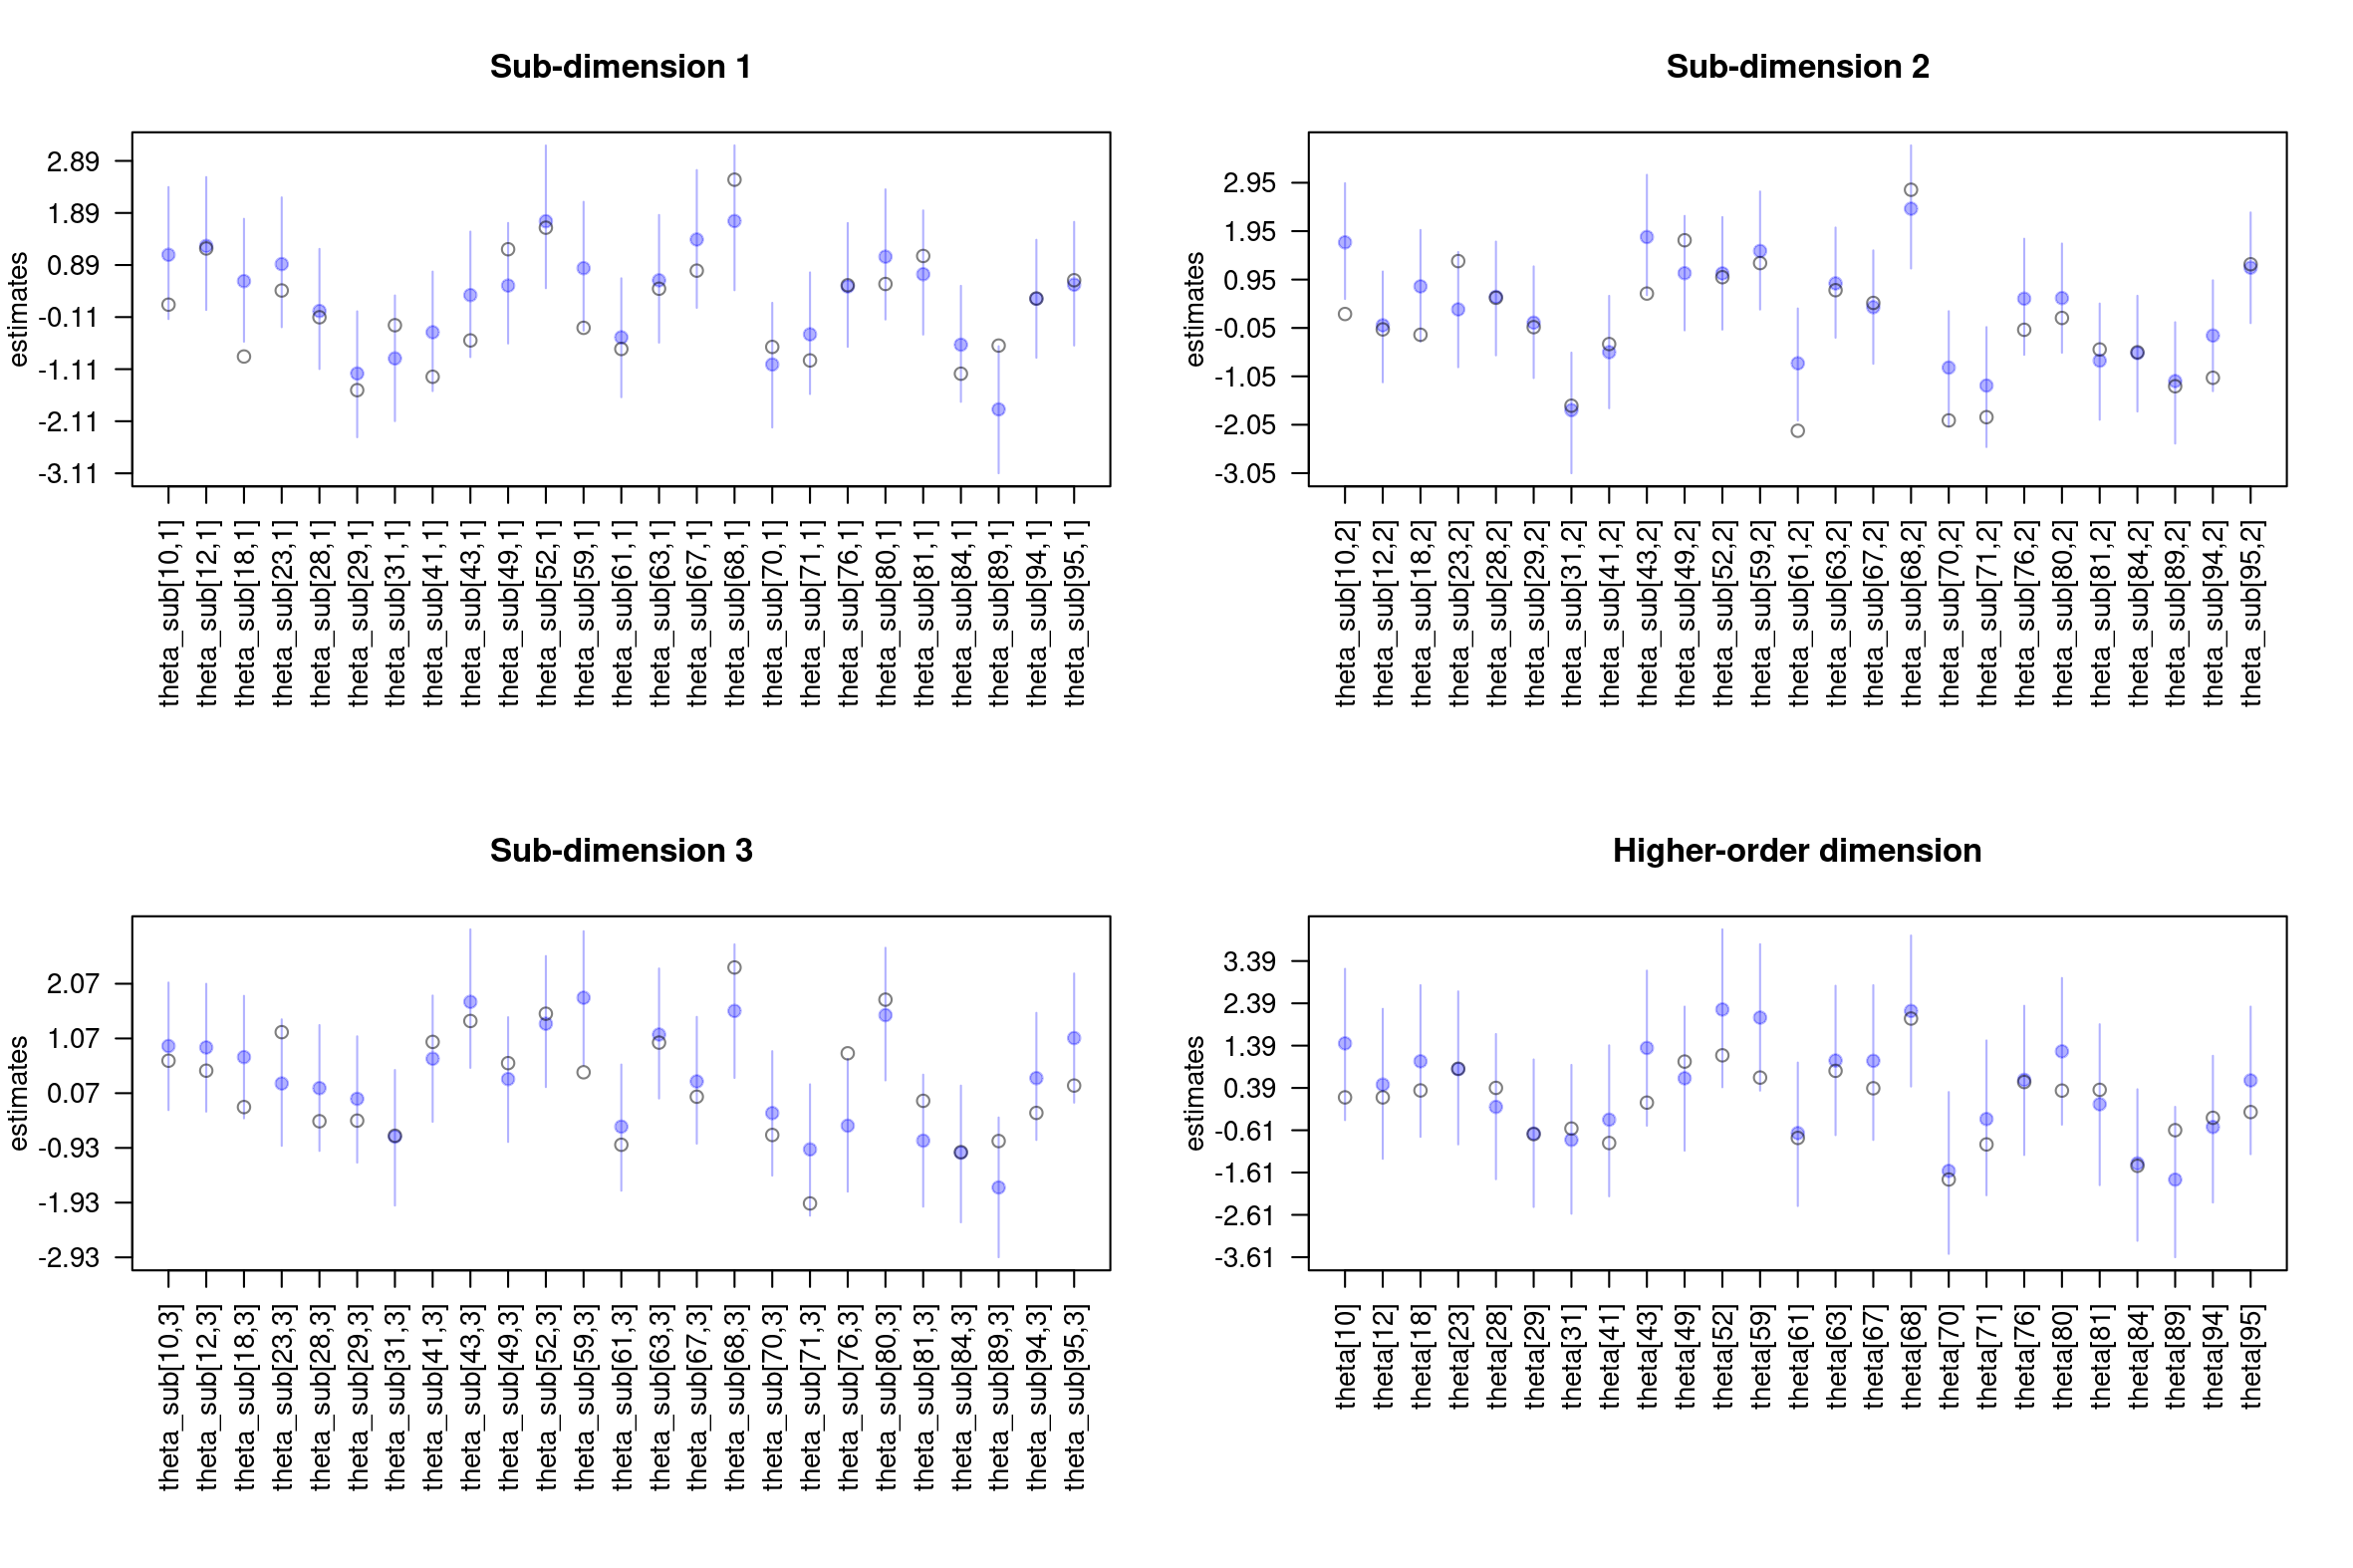 Sub-dimension 1
estimates
2.89
1.89
0.89
-0.11
-1.11
-2.11
-3.11
theta_sub[10,1]
theta_sub[12,1]
theta_sub[18,1]
theta_sub[23,1]
theta_sub[28,1]
theta_sub[29,1]
theta_sub[31,1]
theta_sub[41,1]
theta_sub[43,1]
theta_sub[49,1]
theta_sub[52,1]
theta_sub[59,1]
theta_sub[61,1]
theta_sub[63,1]
theta_sub[67,1]
theta_sub[68,1]
theta_sub[70,1]
theta_sub[71,1]
theta_sub[76,1]
theta_sub[80,1]
theta_sub[81,1]
theta_sub[84,1]
theta_sub[89,1]
theta_sub[94,1]
theta_sub[95,1]
Sub-dimension 2
estimates
2.95
1.95
0.95
-0.05
-1.05
-2.05
-3.05
theta_sub[10,2]
theta_sub[12,2]
theta_sub[18,2]
theta_sub[23,2]
theta_sub[28,2]
theta_sub[29,2]
theta_sub[31,2]
theta_sub[41,2]
theta_sub[43,2]
theta_sub[49,2]
theta_sub[52,2]
theta_sub[59,2]
theta_sub[61,2]
theta_sub[63,2]
theta_sub[67,2]
theta_sub[68,2]
theta_sub[70,2]
theta_sub[71,2]
theta_sub[76,2]
theta_sub[80,2]
theta_sub[81,2]
theta_sub[84,2]
theta_sub[89,2]
theta_sub[94,2]
theta_sub[95,2]
Sub-dimension 3
estimates
2.07
1.07
0.07
-0.93
-1.93
-2.93
theta_sub[10,3]
theta_sub[12,3]
theta_sub[18,3]
theta_sub[23,3]
theta_sub[28,3]
theta_sub[29,3]
theta_sub[31,3]
theta_sub[41,3]
theta_sub[43,3]
theta_sub[49,3]
theta_sub[52,3]
theta_sub[59,3]
theta_sub[61,3]
theta_sub[63,3]
theta_sub[67,3]
theta_sub[68,3]
theta_sub[70,3]
theta_sub[71,3]
theta_sub[76,3]
theta_sub[80,3]
theta_sub[81,3]
theta_sub[84,3]
theta_sub[89,3]
theta_sub[94,3]
theta_sub[95,3]
Higher-order dimension
estimates
3.39
2.39
1.39
0.39
-0.61
-1.61
-2.61
-3.61
theta[10]
theta[12]
theta[18]
theta[23]
theta[28]
theta[29]
theta[31]
theta[41]
theta[43]
theta[49]
theta[52]
theta[59]
theta[61]
theta[63]
theta[67]
theta[68]
theta[70]
theta[71]
theta[76]
theta[80]
theta[81]
theta[84]
theta[89]
theta[94]
theta[95]